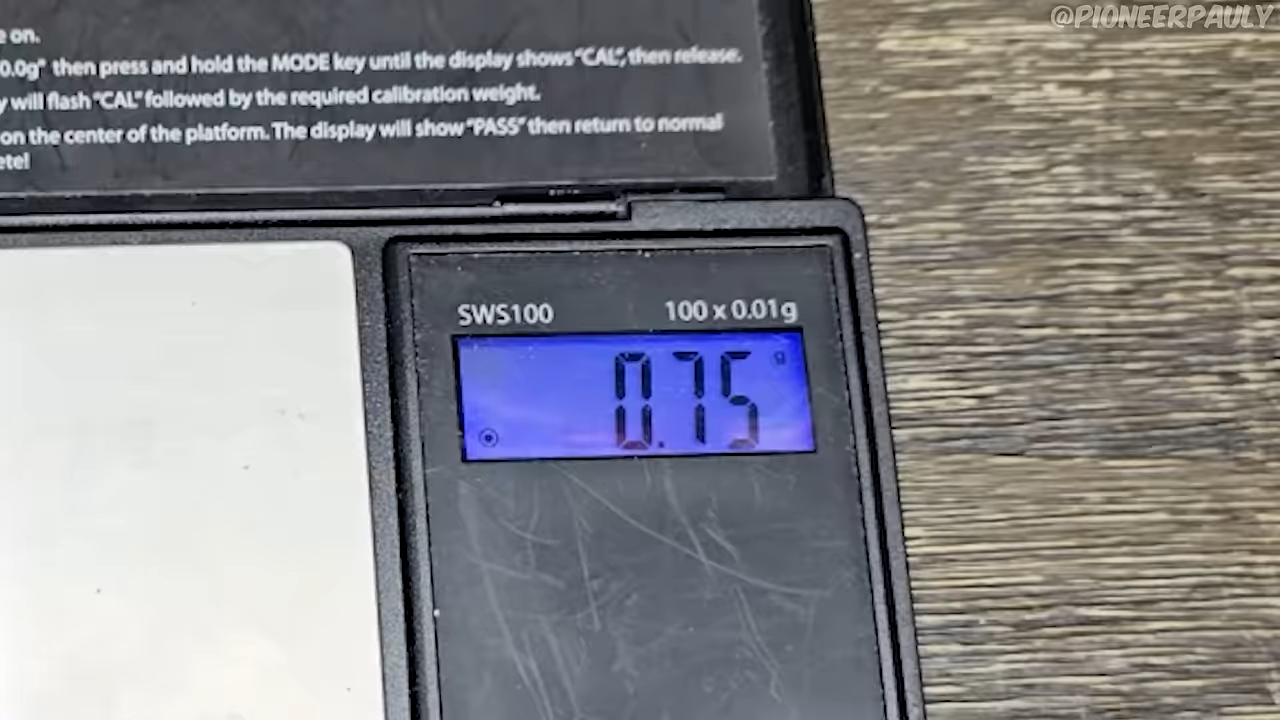 @PIONEERPAULY
e on.
0.0g" then press and hold the MODE key until the display shows "CAL", then release.
y will flash "CAL" followed by the required calibration weight.
on the center of the platform. The display will show "PASS" then return to normal
ete!
SWS100 100 x 0.01g
0.75 g